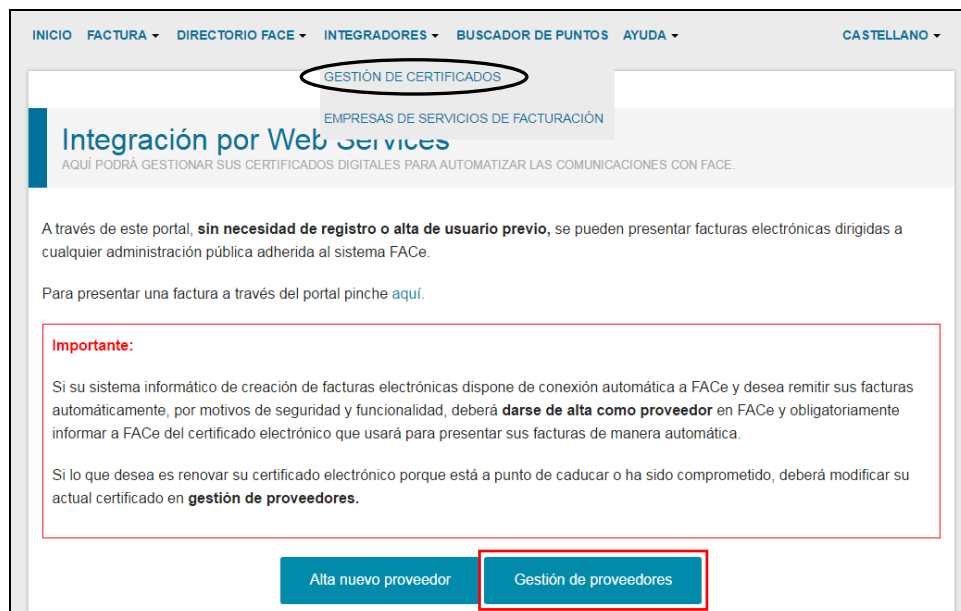 INICIO FACTURA DIRECTORIO FACE INTEGRADORES BUSCADOR DE PUNTOS AYUDA CASTELLANO
GESTIÓN DE CERTIFICADOS
EMPRESAS DE SERVICIOS DE FACTURACIÓN
Integración por Web Services
AQUÍ PODRÁ GESTIONAR SUS CERTIFICADOS DIGITALES PARA AUTOMATIZAR LAS COMUNICACIONES CON FACE.
A través de este portal, sin necesidad de registro o alta de usuario previo, se pueden presentar facturas electrónicas dirigidas a
cualquier administración pública adherida al sistema FACe.
Para presentar una factura a través del portal pinche aquí.
Importante:
Si su sistema informático de creación de facturas electrónicas dispone de conexión automática a FACe y desea remitir sus facturas
automáticamente, por motivos de seguridad y funcionalidad, deberá darse de alta como proveedor en FACe y obligatoriamente
informar a FACe del certificado electrónico que usará para presentar sus facturas de manera automática.
Si lo que desea es renovar su certificado electrónico porque está a punto de caducar o ha sido comprometido, deberá modificar su
actual certificado en gestión de proveedores.
Alta nuevo proveedor Gestión de proveedores